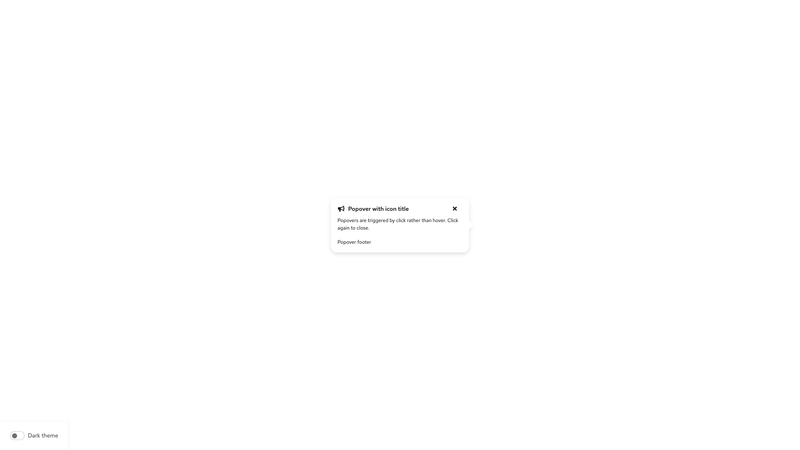 Popover with icon title
Popovers are triggered by click rather than hover. Click
again to close.
Popover footer
Dark theme